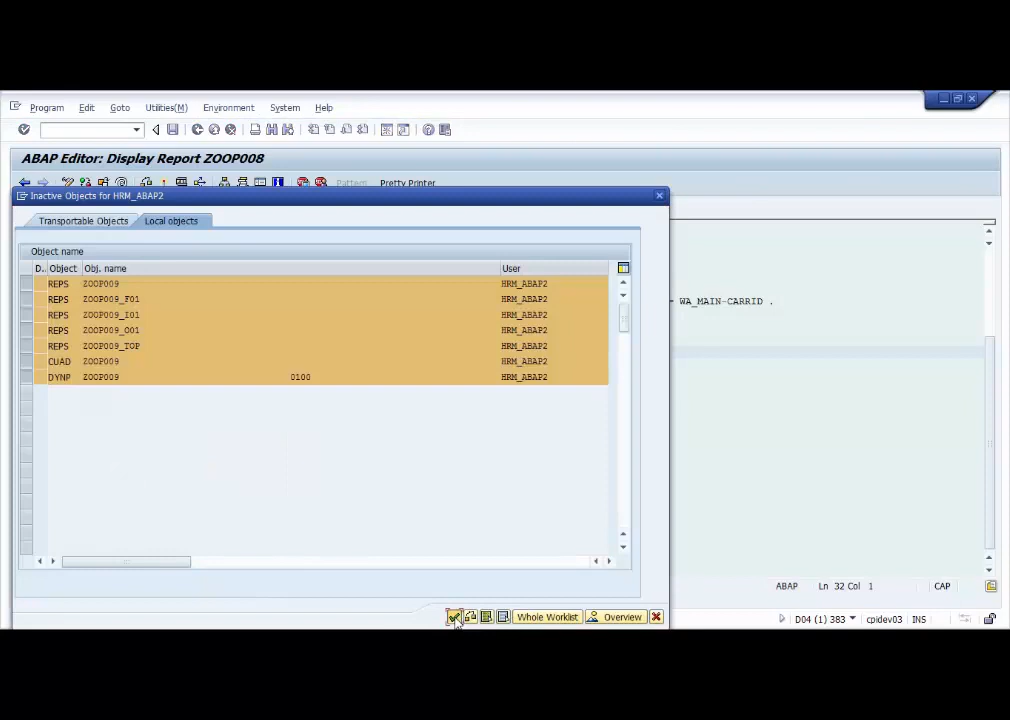 Program Edit Goto Utilities(M) Environment System Help
ABAP Editor: Display Report ZOOP008
Pattern Pretty Printer
Inactive Objects for HRM_ABAP2
Transportable Objects Local objects
Object name
D.. Object Obj. name User
REPS ZOOP009 HRM_ABAP2
REPS ZOOP009_F01 HRM_ABAP2
REPS ZOOP009_I01 HRM_ABAP2
REPS ZOOP009_O01 HRM_ABAP2
REPS ZOOP009_TOP HRM_ABAP2
CUAD ZOOP009 HRM_ABAP2
DYNP ZOOP009 0100 HRM_ABAP2
= WA_MAIN-CARRID .
ABAP Ln 32 Col 1 CAP
Whole Worklist Overview
D04 (1) 383 cpidev03 INS